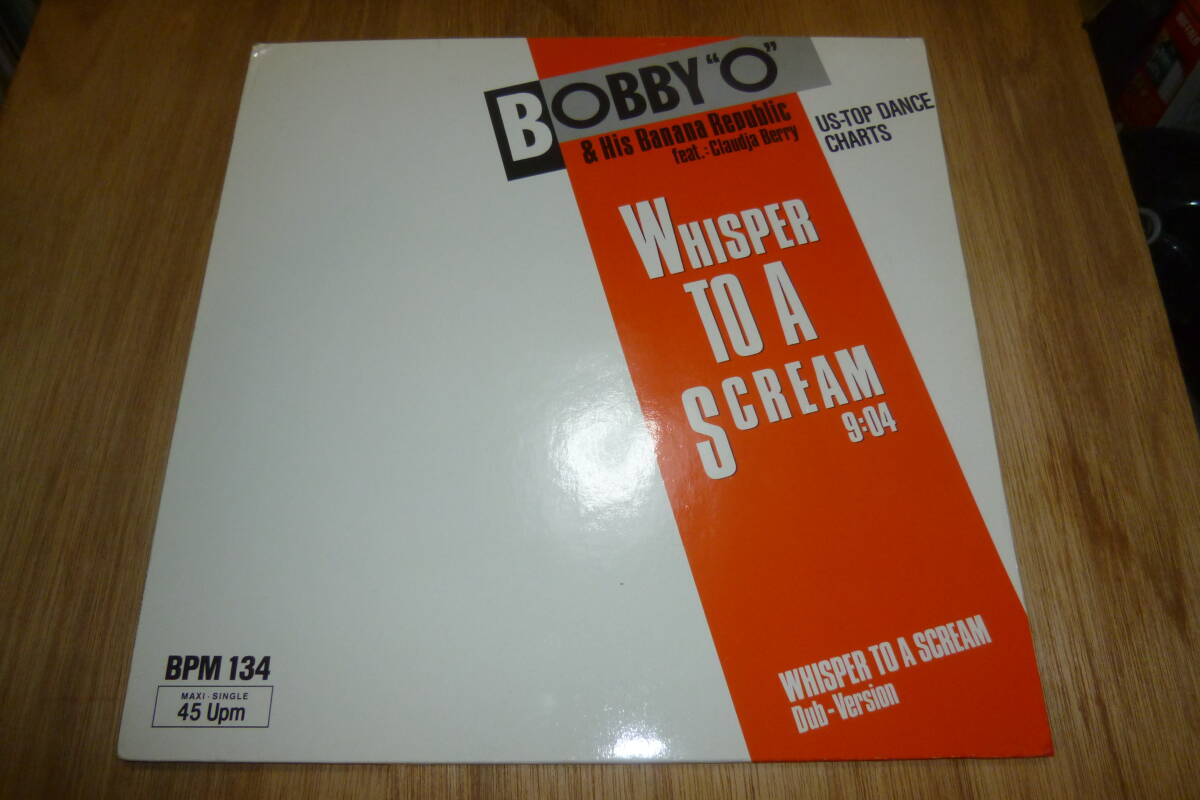 BOBBY "O"
& His Banana Republic
feat.: Claudja Berry
US-TOP DANCE
CHARTS
WHISPER
TO A
SCREAM
9:04
WHISPER TO A SCREAM
Dub-Version
BPM 134
MAXI·SINGLE
45 Upm